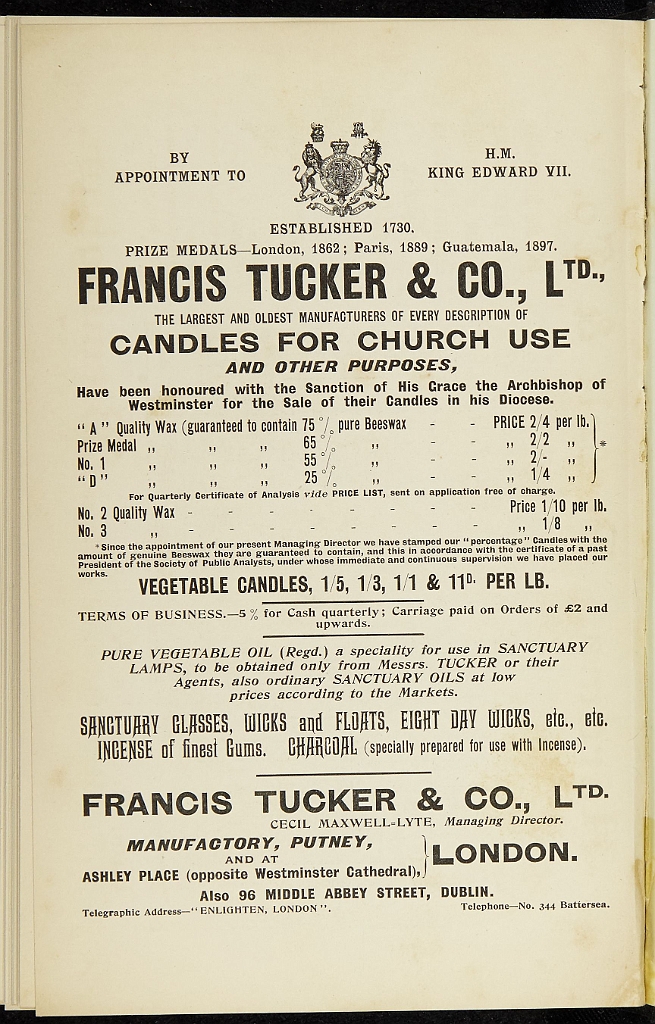 BY
APPOINTMENT TO
H.M.
KING EDWARD VII.
ESTABLISHED 1730.
PRIZE MEDALS—London, 1862; Paris, 1889; Guatemala, 1897.
FRANCIS TUCKER & CO., LTD.,
THE LARGEST AND OLDEST MANUFACTURERS OF EVERY DESCRIPTION OF
CANDLES FOR CHURCH USE
AND OTHER PURPOSES,
Have been honoured with the Sanction of His Grace the Archbishop of
Westminster for the Sale of their Candles in his Diocese.
"A" Quality Wax (guaranteed to contain 75 % pure Beeswax - - PRICE 2/4 per lb.
Prize Medal ,, ,, ,, 65 % ,, - - ,, 2/2 ,,
No. 1 ,, ,, ,, 55 % ,, - - ,, 2/- ,, *
"D" ,, ,, ,, 25 % ,, - - ,, 1/4 ,,
For Quarterly Certificate of Analysis vide PRICE LIST, sent on application free of charge.
No. 2 Quality Wax - - - - - - - - Price 1/10 per lb.
No. 3 ,, - - - - - - - - ,, 1/8 ,,
*Since the appointment of our present Managing Director we have stamped our "percentage" Candles with the
amount of genuine Beeswax they are guaranteed to contain, and this in accordance with the certificate of a past
President of the Society of Public Analysts, under whose immediate and continuous supervision we have placed our
works.
VEGETABLE CANDLES, 1/5, 1/3, 1/1 & 11D. PER LB.
TERMS OF BUSINESS.—5 % for Cash quarterly; Carriage paid on Orders of £2 and
upwards.
PURE VEGETABLE OIL (Regd.) a speciality for use in SANCTUARY
LAMPS, to be obtained only from Messrs. TUCKER or their
Agents, also ordinary SANCTUARY OILS at low
prices according to the Markets.
SANCTUARY GLASSES, WICKS and FLOATS, EIGHT DAY WICKS, etc., etc.
INCENSE of finest Gums. CHARCOAL (specially prepared for use with Incense).
FRANCIS TUCKER & CO., LTD.
CECIL MAXWELL-LYTE, Managing Director.
MANUFACTORY, PUTNEY,
AND AT
ASHLEY PLACE (opposite Westminster Cathedral),
LONDON.
Also 96 MIDDLE ABBEY STREET, DUBLIN.
Telegraphic Address—"ENLIGHTEN, LONDON". Telephone—No. 344 Battersea.